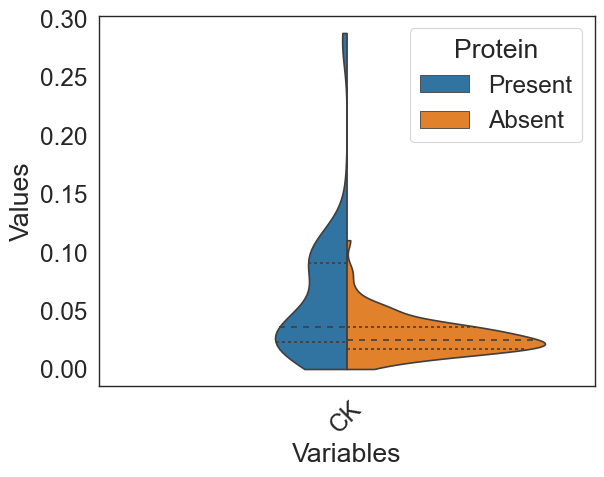 0.30
0.25
0.20
0.15
0.10
0.05
0.00
Values
Protein
Present
Absent
CK
Variables